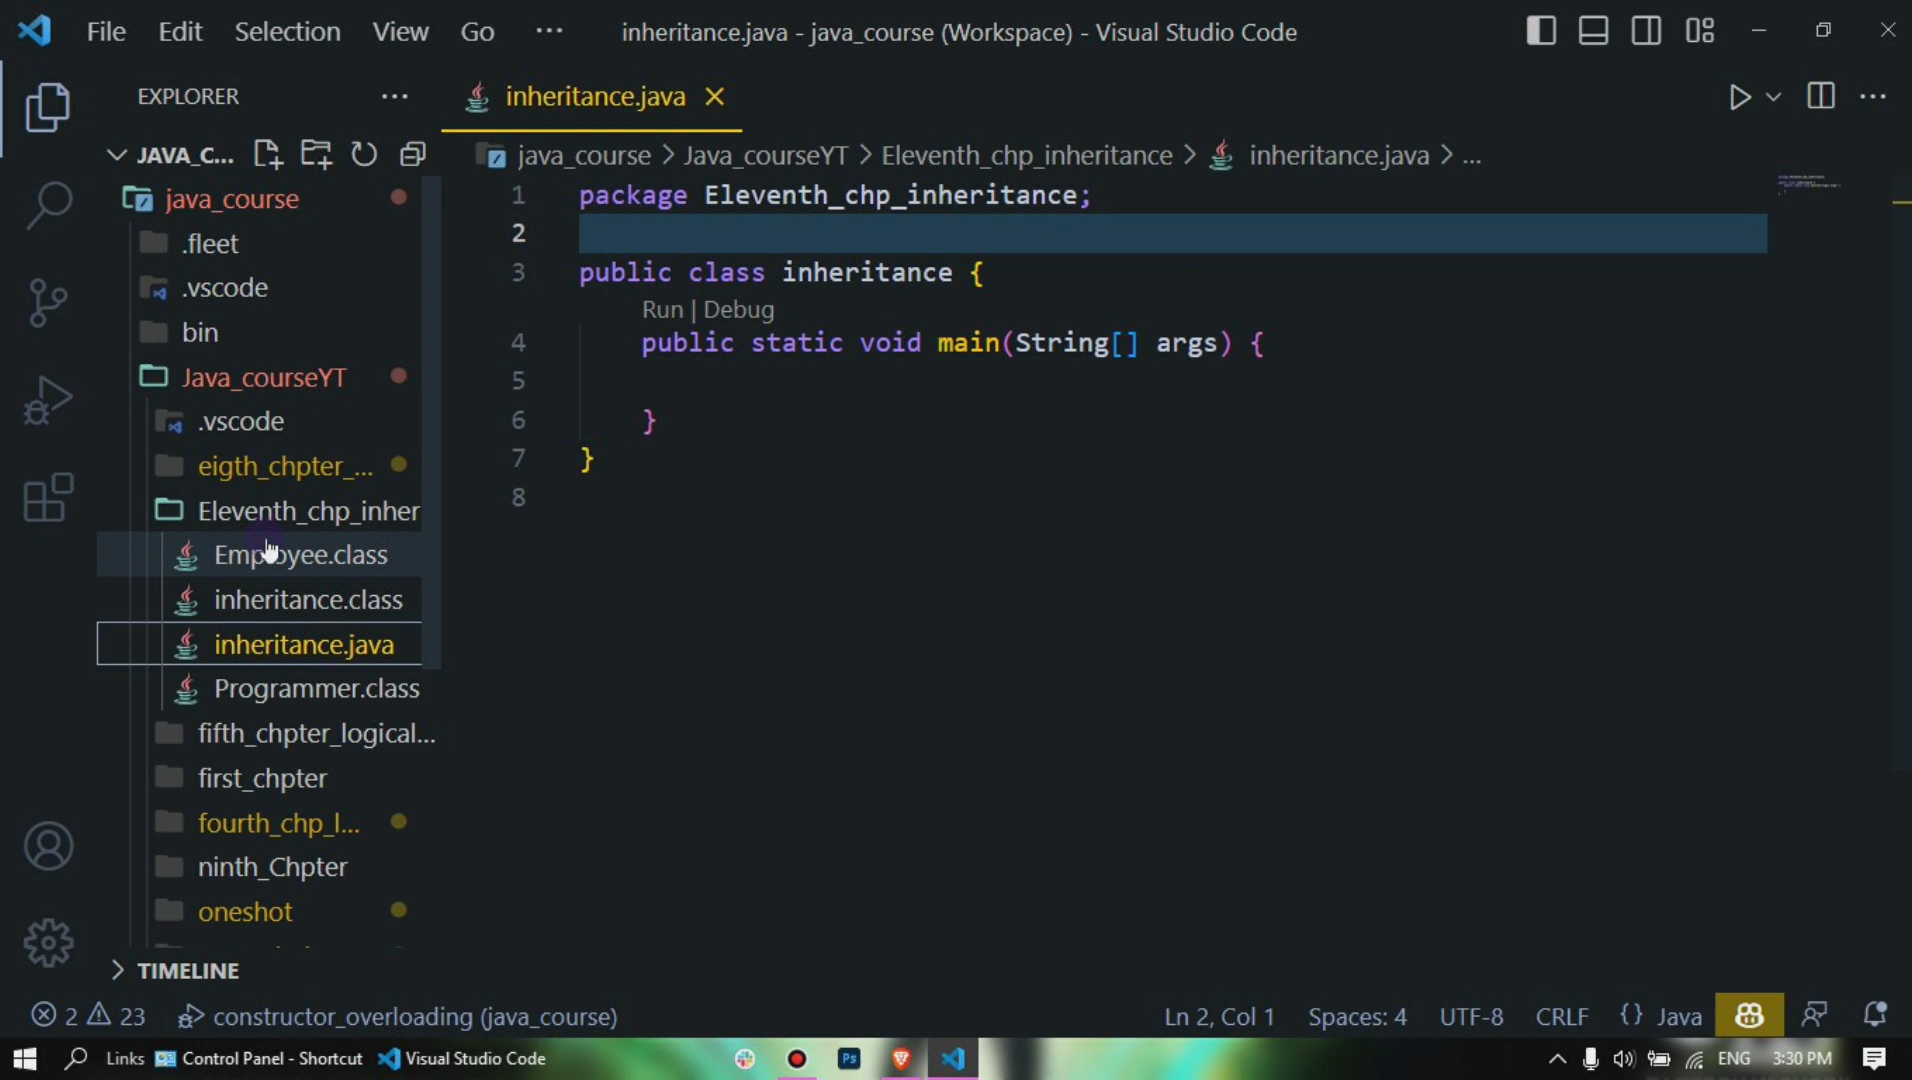 File Edit Selection View Go ··· inheritance.java - java_course (Workspace) - Visual Studio Code
EXPLORER ···
JAVA_C...
java_course
.fleet
.vscode
bin
Java_courseYT
.vscode
eigth_chpter_...
Eleventh_chp_inher
Employee.class
inheritance.class
inheritance.java
Programmer.class
fifth_chpter_logical...
first_chpter
fourth_chp_l...
ninth_Chpter
oneshot
TIMELINE
inheritance.java
java_course > Java_courseYT > Eleventh_chp_inheritance > inheritance.java > ...
1 package Eleventh_chp_inheritance;
2
3 public class inheritance {
Run | Debug
4 public static void main(String[] args) {
5
6 }
7 }
8
2 23 constructor_overloading (java_course) Ln 2, Col 1 Spaces: 4 UTF-8 CRLF {} Java
Links Control Panel - Shortcut Visual Studio Code Ps ENG 3:30 PM